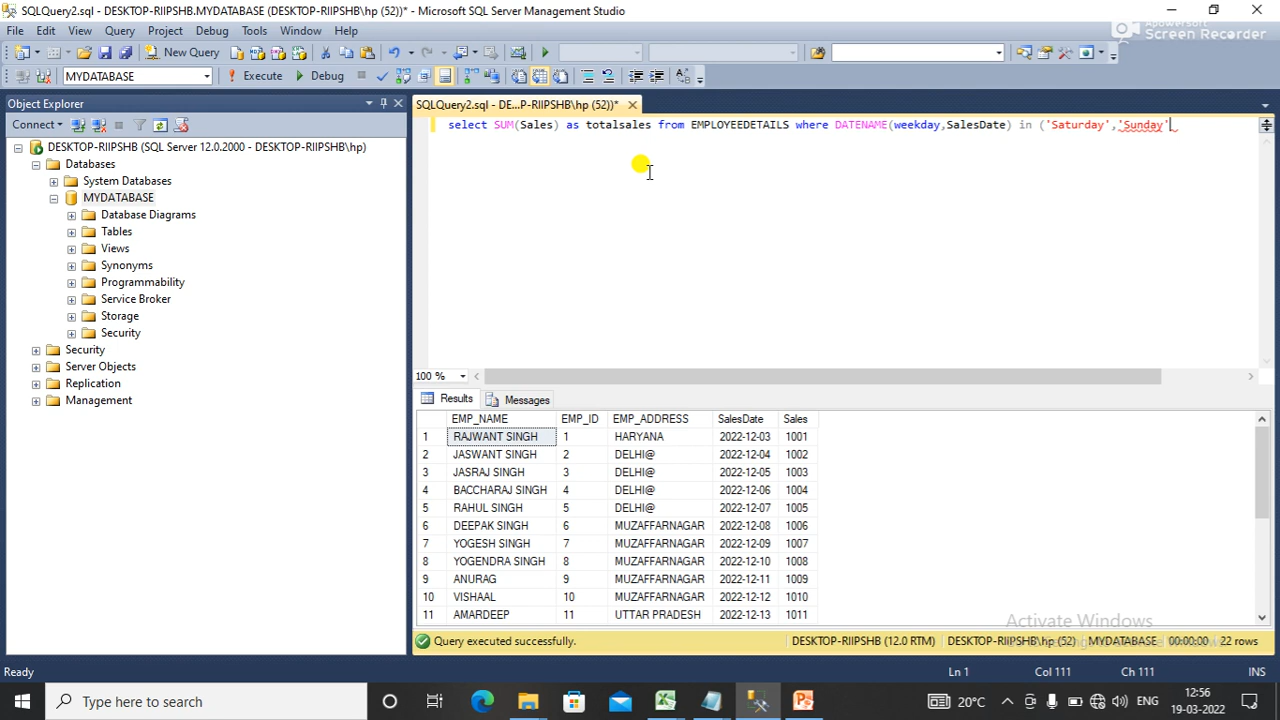 SQLQuery2.sql - DESKTOP-RIIPSHB.MYDATABASE (DESKTOP-RIIPSHB\hp (52))* - Microsoft SQL Server Management Studio
File Edit View Query Project Debug Tools Window Help
Apowersoft
Screen Recorder
New Query
MYDATABASE Execute Debug
Object Explorer
SQLQuery2.sql - DE...P-RIIPSHB\hp (52))*
Connect
select SUM(Sales) as totalsales from EMPLOYEEDETAILS where DATENAME(weekday,SalesDate) in ('Saturday','Sunday'
DESKTOP-RIIPSHB (SQL Server 12.0.2000 - DESKTOP-RIIPSHB\hp)
Databases
System Databases
MYDATABASE
Database Diagrams
Tables
Views
Synonyms
Programmability
Service Broker
Storage
Security
Security
Server Objects
Replication
Management
100 %
Results Messages
EMP_NAME EMP_ID EMP_ADDRESS SalesDate Sales
1 RAJWANT SINGH 1 HARYANA 2022-12-03 1001
2 JASWANT SINGH 2 DELHI@ 2022-12-04 1002
3 JASRAJ SINGH 3 DELHI@ 2022-12-05 1003
4 BACCHARAJ SINGH 4 DELHI@ 2022-12-06 1004
5 RAHUL SINGH 5 DELHI@ 2022-12-07 1005
6 DEEPAK SINGH 6 MUZAFFARNAGAR 2022-12-08 1006
7 YOGESH SINGH 7 MUZAFFARNAGAR 2022-12-09 1007
8 YOGENDRA SINGH 8 MUZAFFARNAGAR 2022-12-10 1008
9 ANURAG 9 MUZAFFARNAGAR 2022-12-11 1009
10 VISHAAL 10 MUZAFFARNAGAR 2022-12-12 1010
11 AMARDEEP 11 UTTAR PRADESH 2022-12-13 1011
Activate Windows
Query executed successfully. DESKTOP-RIIPSHB (12.0 RTM) DESKTOP-RIIPSHB\hp (52) MYDATABASE 00:00:00 22 rows
Ready Ln 1 Col 111 Ch 111 INS
Type here to search
20°C
ENG
12:56
19-03-2022